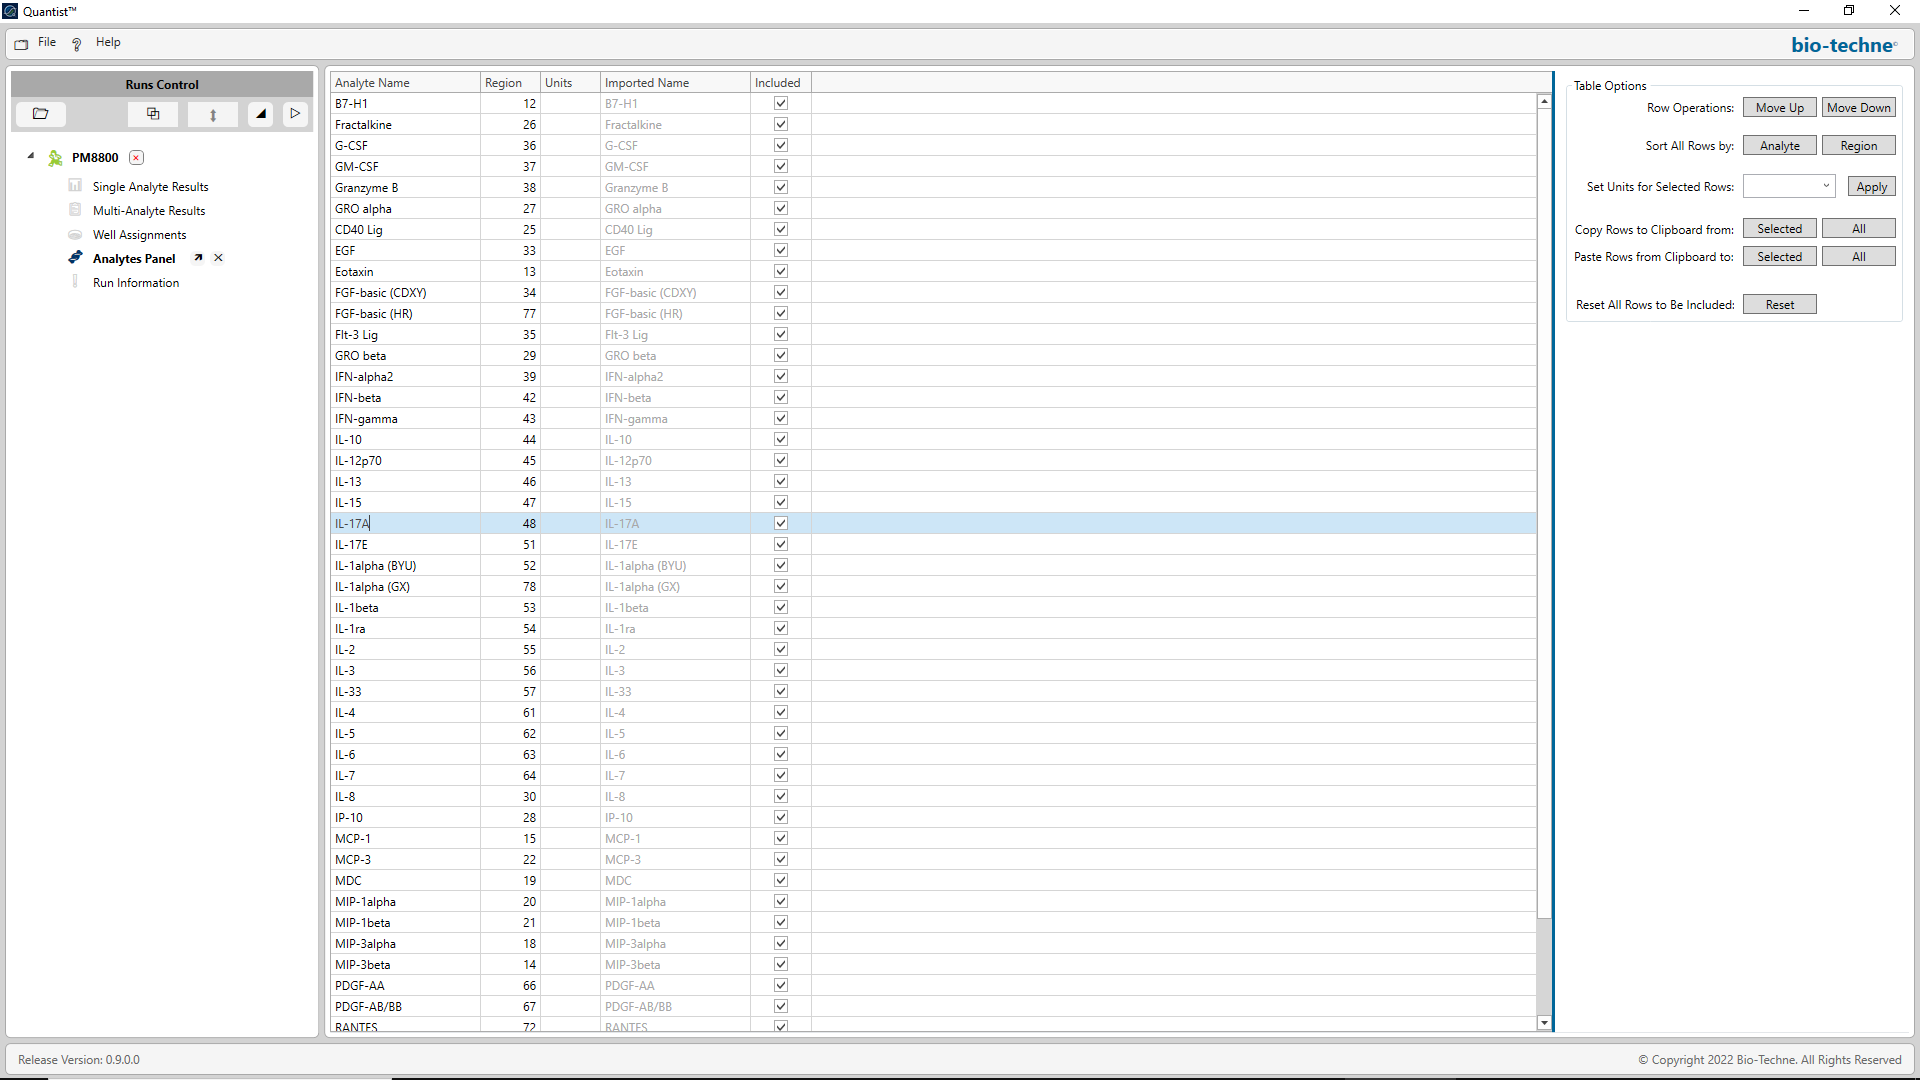 Quantist™
File Help
bio-techne
Runs Control
PM8800
Single Analyte Results
Multi-Analyte Results
Well Assignments
Analytes Panel
Run Information
Analyte Name Region Units Imported Name Included
B7-H1 12 B7-H1
Fractalkine 26 Fractalkine
G-CSF 36 G-CSF
GM-CSF 37 GM-CSF
Granzyme B 38 Granzyme B
GRO alpha 27 GRO alpha
CD40 Lig 25 CD40 Lig
EGF 33 EGF
Eotaxin 13 Eotaxin
FGF-basic (CDXY) 34 FGF-basic (CDXY)
FGF-basic (HR) 77 FGF-basic (HR)
Flt-3 Lig 35 Flt-3 Lig
GRO beta 29 GRO beta
IFN-alpha2 39 IFN-alpha2
IFN-beta 42 IFN-beta
IFN-gamma 43 IFN-gamma
IL-10 44 IL-10
IL-12p70 45 IL-12p70
IL-13 46 IL-13
IL-15 47 IL-15
IL-17A 48 IL-17A
IL-17E 51 IL-17E
IL-1alpha (BYU) 52 IL-1alpha (BYU)
IL-1alpha (GX) 78 IL-1alpha (GX)
IL-1beta 53 IL-1beta
IL-1ra 54 IL-1ra
IL-2 55 IL-2
IL-3 56 IL-3
IL-33 57 IL-33
IL-4 61 IL-4
IL-5 62 IL-5
IL-6 63 IL-6
IL-7 64 IL-7
IL-8 30 IL-8
IP-10 28 IP-10
MCP-1 15 MCP-1
MCP-3 22 MCP-3
MDC 19 MDC
MIP-1alpha 20 MIP-1alpha
MIP-1beta 21 MIP-1beta
MIP-3alpha 18 MIP-3alpha
MIP-3beta 14 MIP-3beta
PDGF-AA 66 PDGF-AA
PDGF-AB/BB 67 PDGF-AB/BB
RANTES 72 RANTES
Table Options
Row Operations: Move Up Move Down
Sort All Rows by: Analyte Region
Set Units for Selected Rows: Apply
Copy Rows to Clipboard from: Selected All
Paste Rows from Clipboard to: Selected All
Reset All Rows to Be Included: Reset
Release Version: 0.9.0.0
© Copyright 2022 Bio-Techne. All Rights Reserved